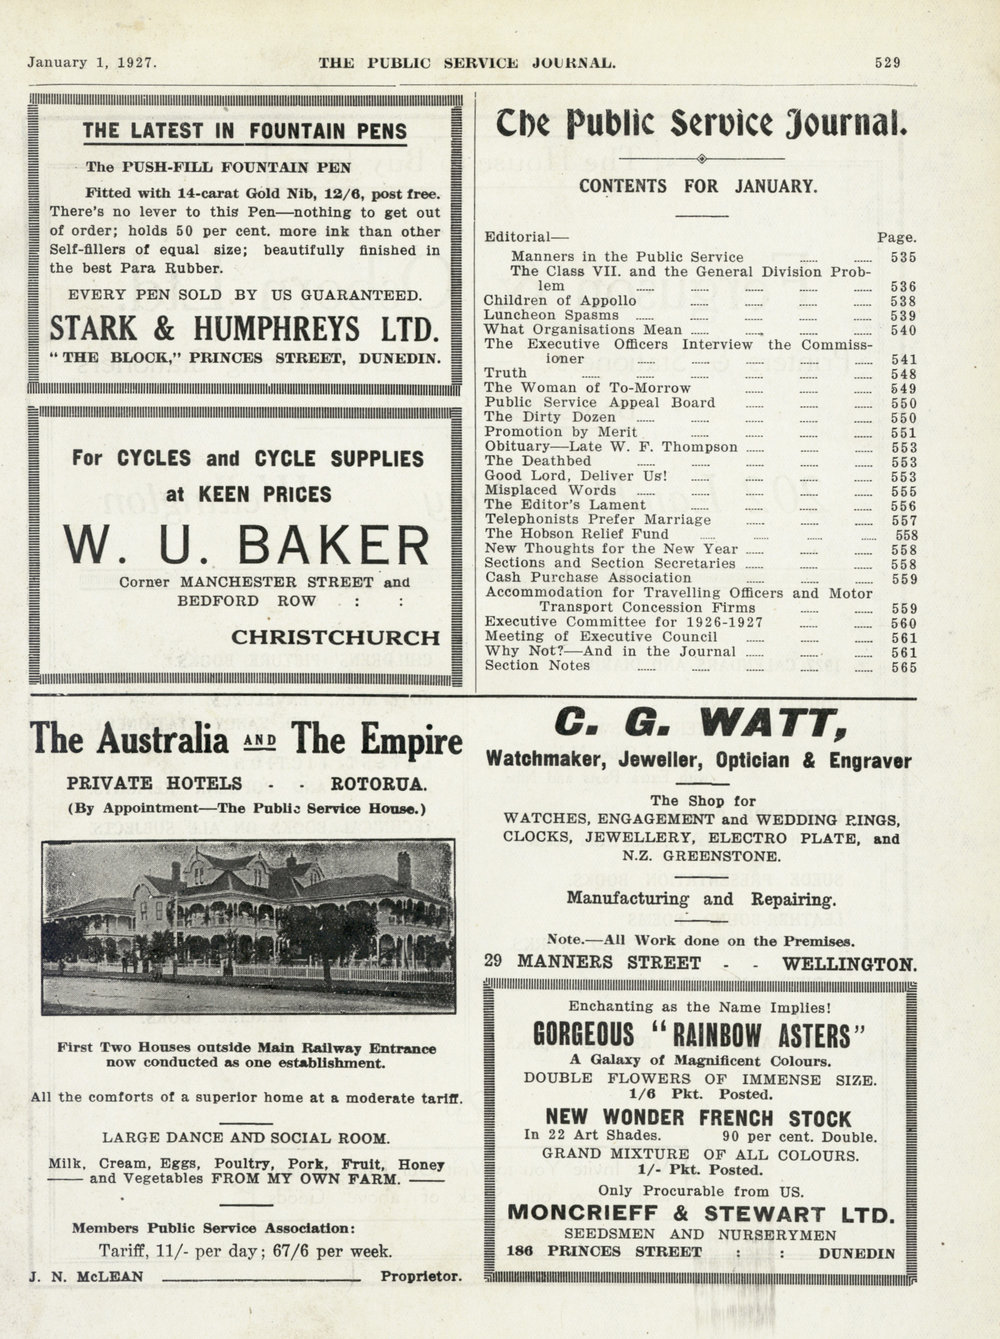 January 1, 1927.
THE PUBLIC SERVICE JOURNAL.
529
THE LATEST IN FOUNTAIN PENS
The PUSH-FILL FOUNTAIN PEN
Fitted with 14-carat Gold Nib, 12/6, post free.
There's no lever to this Pen—nothing to get out
of order; holds 50 per cent. more ink than other
Self-fillers of equal size; beautifully finished in
the best Para Rubber.
EVERY PEN SOLD BY US GUARANTEED.
STARK & HUMPHREYS LTD.
"THE BLOCK," PRINCES STREET, DUNEDIN.
For CYCLES and CYCLE SUPPLIES
at KEEN PRICES
W. U. BAKER
Corner MANCHESTER STREET and
BEDFORD ROW : :
CHRISTCHURCH
The Public Service Journal.
CONTENTS FOR JANUARY.
Editorial— Page.
Manners in the Public Service ...... ...... 535
The Class VII. and the General Division Prob-
lem ...... ...... ...... ...... ...... 536
Children of Appollo ...... ...... ...... ...... 538
Luncheon Spasms ...... ...... ...... ...... ...... 539
What Organisations Mean ...... ...... ...... ...... 540
The Executive Officers Interview the Commiss-
ioner ...... ...... ...... ...... ...... 541
Truth ...... ...... ...... ...... ...... ...... 548
The Woman of To-Morrow ...... ...... ...... 549
Public Service Appeal Board ...... ...... ...... 550
The Dirty Dozen ...... ...... ...... ...... ...... 550
Promotion by Merit ...... ...... ...... ...... 551
Obituary—Late W. F. Thompson ...... ...... ...... 553
The Deathbed ...... ...... ...... ...... ...... 553
Good Lord, Deliver Us! ...... ...... ...... ...... 553
Misplaced Words ...... ...... ...... ...... ...... 555
The Editor's Lament ...... ...... ...... ...... 556
Telephonists Prefer Marriage ...... ...... ...... 557
The Hobson Relief Fund ...... ...... ...... ...... 558
New Thoughts for the New Year ...... ...... ...... 558
Sections and Section Secretaries ...... ...... ...... 558
Cash Purchase Association ...... ...... ...... 559
Accommodation for Travelling Officers and Motor
Transport Concession Firms ...... ...... 559
Executive Committee for 1926-1927 ...... ...... 560
Meeting of Executive Council ...... ...... ...... 561
Why Not?—And in the Journal ...... ...... ...... 561
Section Notes ...... ...... ...... ...... ...... 565
The Australia AND The Empire
PRIVATE HOTELS - - ROTORUA.
(By Appointment—The Public Service House.)
First Two Houses outside Main Railway Entrance
now conducted as one establishment.
All the comforts of a superior home at a moderate tariff.
LARGE DANCE AND SOCIAL ROOM.
Milk, Cream, Eggs, Poultry, Pork, Fruit, Honey
and Vegetables FROM MY OWN FARM.
Members Public Service Association:
Tariff, 11/- per day; 67/6 per week.
J. N. McLEAN Proprietor.
C. G. WATT,
Watchmaker, Jeweller, Optician & Engraver
The Shop for
WATCHES, ENGAGEMENT and WEDDING RINGS,
CLOCKS, JEWELLERY, ELECTRO PLATE, and
N.Z. GREENSTONE.
Manufacturing and Repairing.
Note.—All Work done on the Premises.
29 MANNERS STREET - - WELLINGTON.
Enchanting as the Name Implies!
GORGEOUS "RAINBOW ASTERS"
A Galaxy of Magnificent Colours.
DOUBLE FLOWERS OF IMMENSE SIZE.
1/6 Pkt. Posted.
NEW WONDER FRENCH STOCK
In 22 Art Shades. 90 per cent. Double.
GRAND MIXTURE OF ALL COLOURS.
1/- Pkt. Posted.
Only Procurable from US.
MONCRIEFF & STEWART LTD.
SEEDSMEN AND NURSERYMEN
186 PRINCES STREET : : DUNEDIN